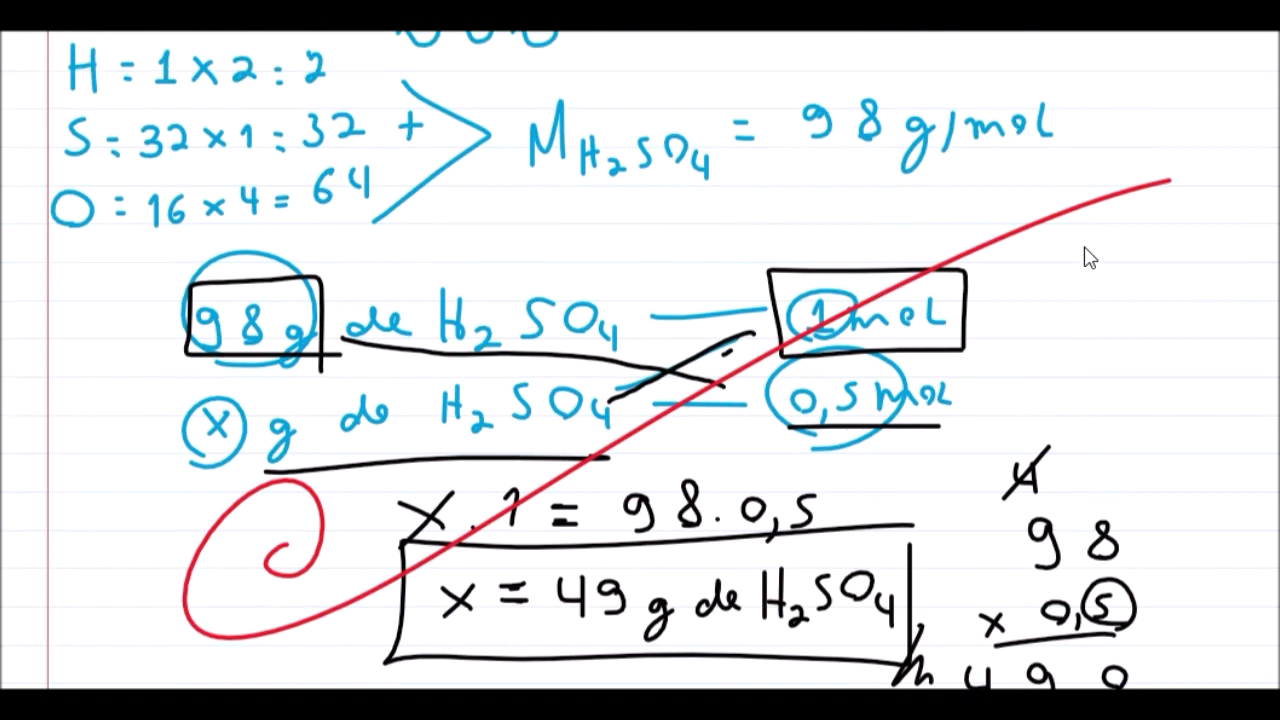 H = 1 x 2 = 2
S = 32 x 1 = 32 +
O = 16 x 4 = 64
M H₂SO₄ = 98 g/mol
98 g de H₂SO₄ — 1 mol
x g de H₂SO₄ — 0,5 mol
X . 1 = 98 . 0,5
x = 49 g de H₂SO₄
4
98
x 0,5
490